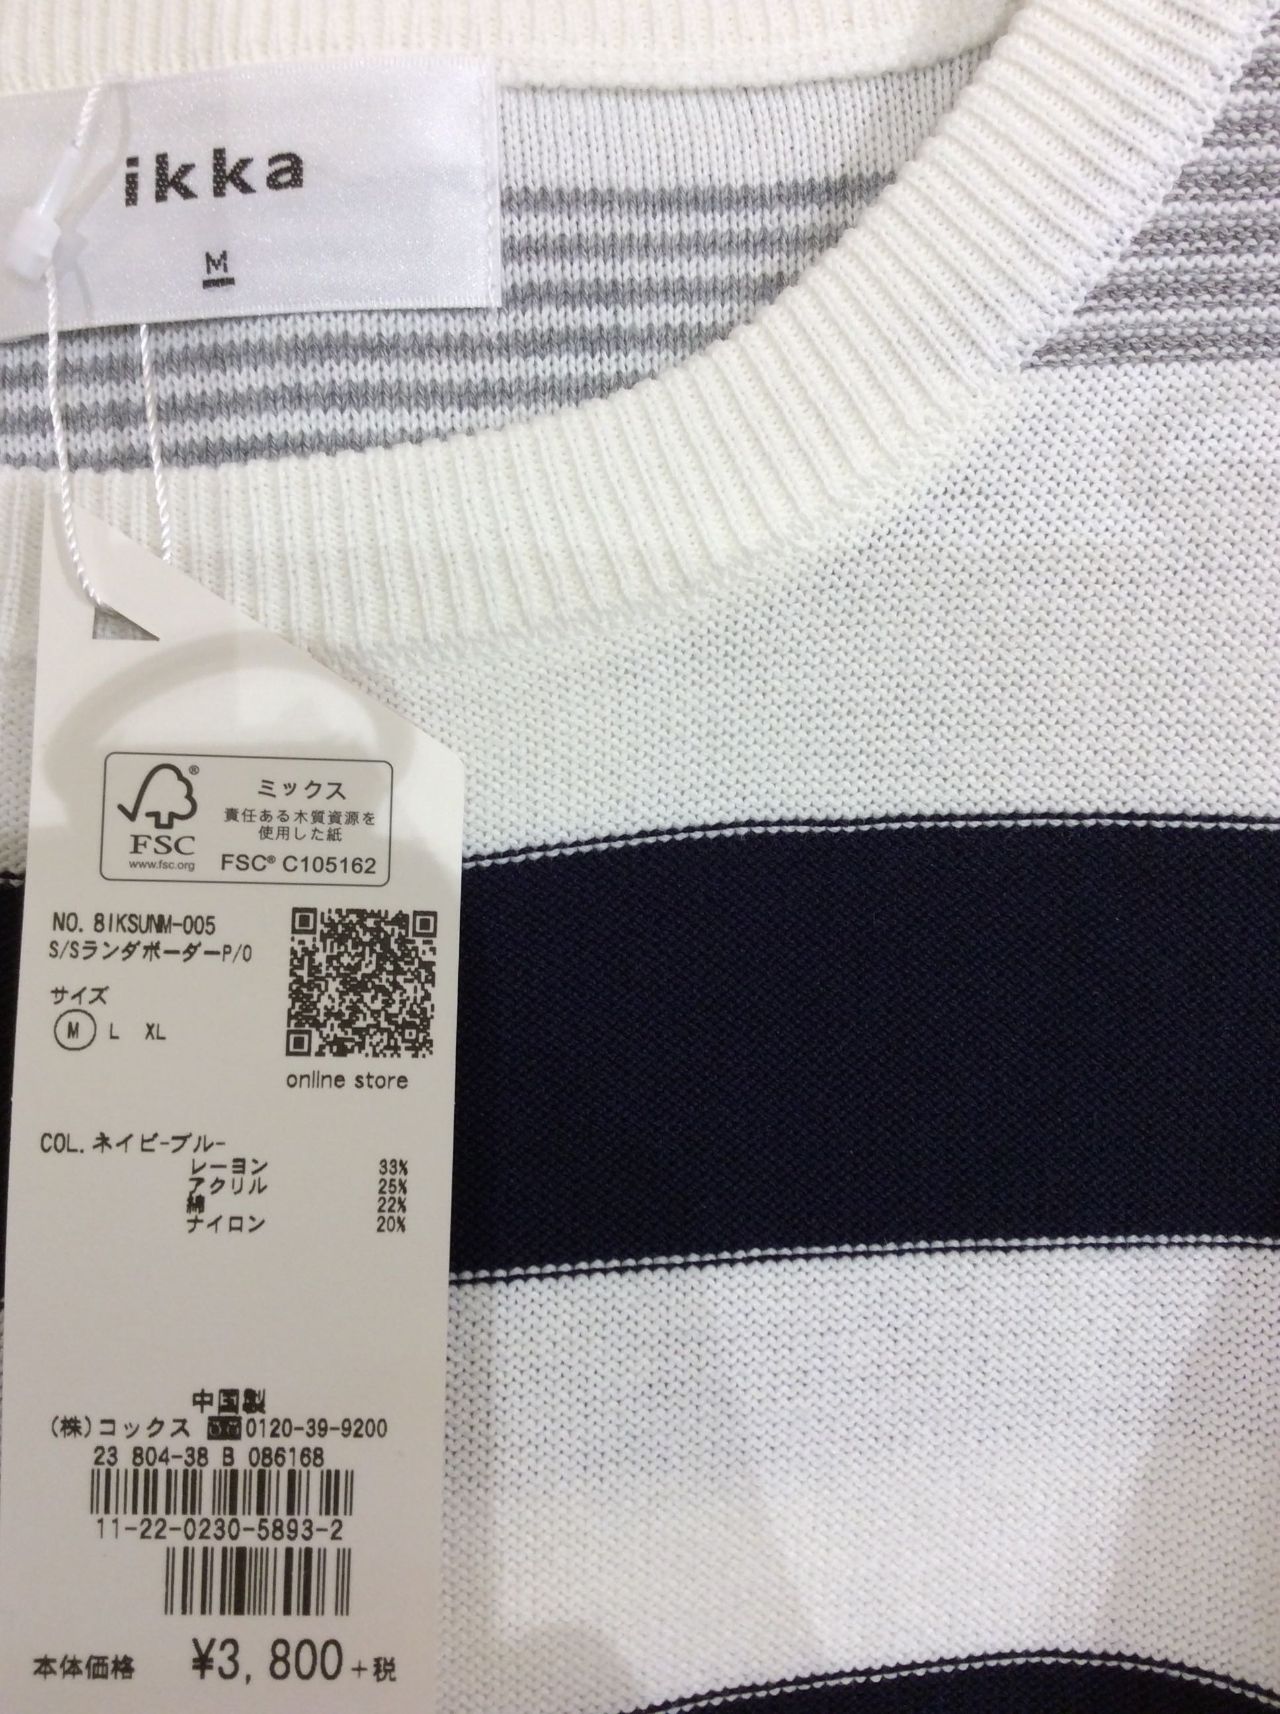 ikka
M
ミックス
責任ある木質資源を
使用した紙
FSC® C105162
FSC
www.fsc.org
NO. 8IKSUNM-005
S/SランダボーダーP/O
サイズ
M L XL
online store
COL.ネイビ-ブル-
レーヨン 33%
アクリル 25%
綿 22%
ナイロン 20%
中国製
(株)コックス 0120-39-9200
23 804-38 B 086168
11-22-0230-5893-2
本体価格 ¥3,800+税